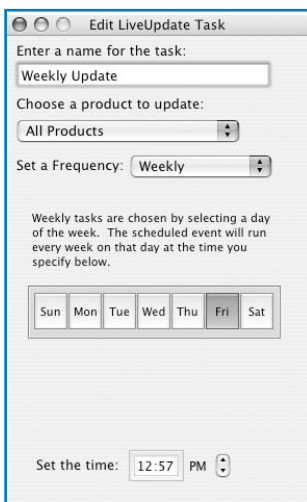 Edit LiveUpdate Task
Enter a name for the task:
Weekly Update
Choose a product to update:
All Products
Set a Frequency: Weekly
Weekly tasks are chosen by selecting a day
of the week. The scheduled event will run
every week on that day at the time you
specify below.
Sun Mon Tue Wed Thu Fri Sat
Set the time: 12:57 PM